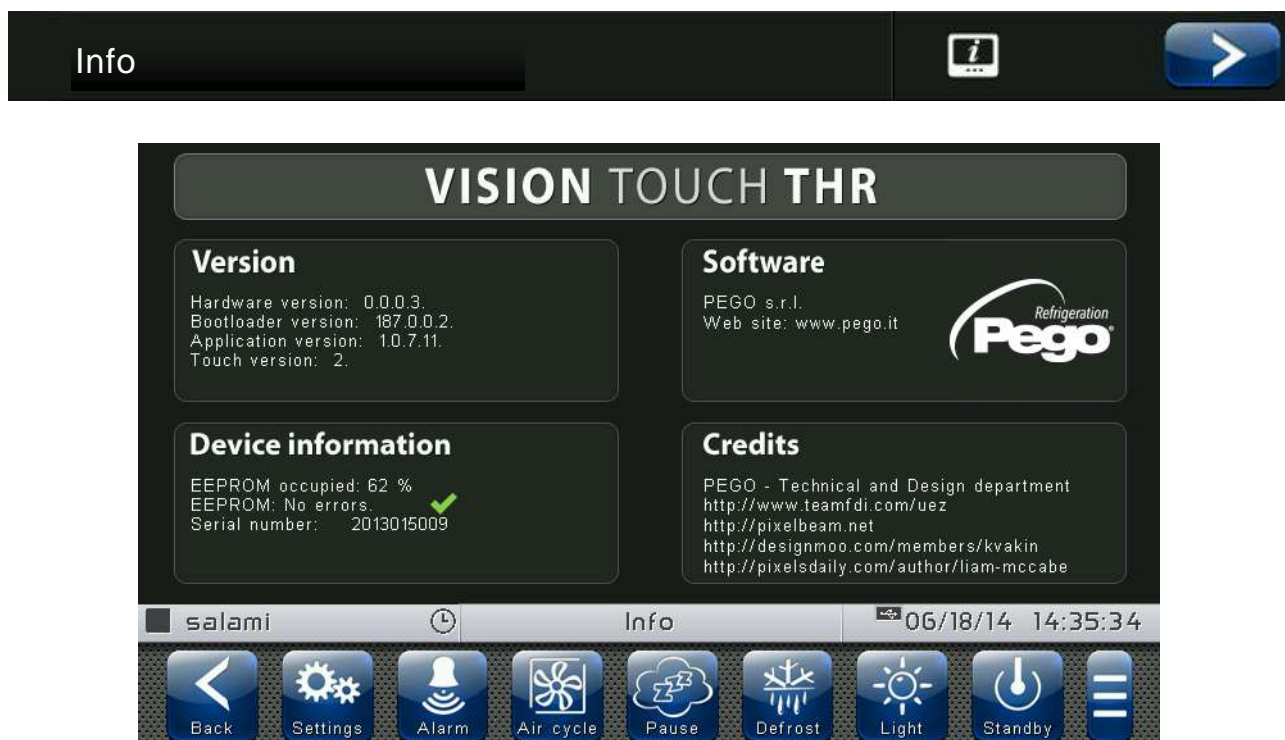 Info
VISION TOUCH THR
Version
Hardware version: 0.0.0.3.
Bootloader version: 187.0.0.2.
Application version: 1.0.7.11.
Touch version: 2.
Software
PEGO s.r.l.
Web site: www.pego.it
Refrigeration
Pego
Device information
EEPROM occupied: 62 %
EEPROM: No errors.
Serial number: 2013015009
Credits
PEGO - Technical and Design department
http://www.teamfdi.com/uez
http://pixelbeam.net
http://designmoo.com/members/kvakin
http://pixelsdaily.com/author/liam-mccabe
salami Info 06/18/14 14:35:34
Back Settings Alarm Air cycle Pause Defrost Light Standby